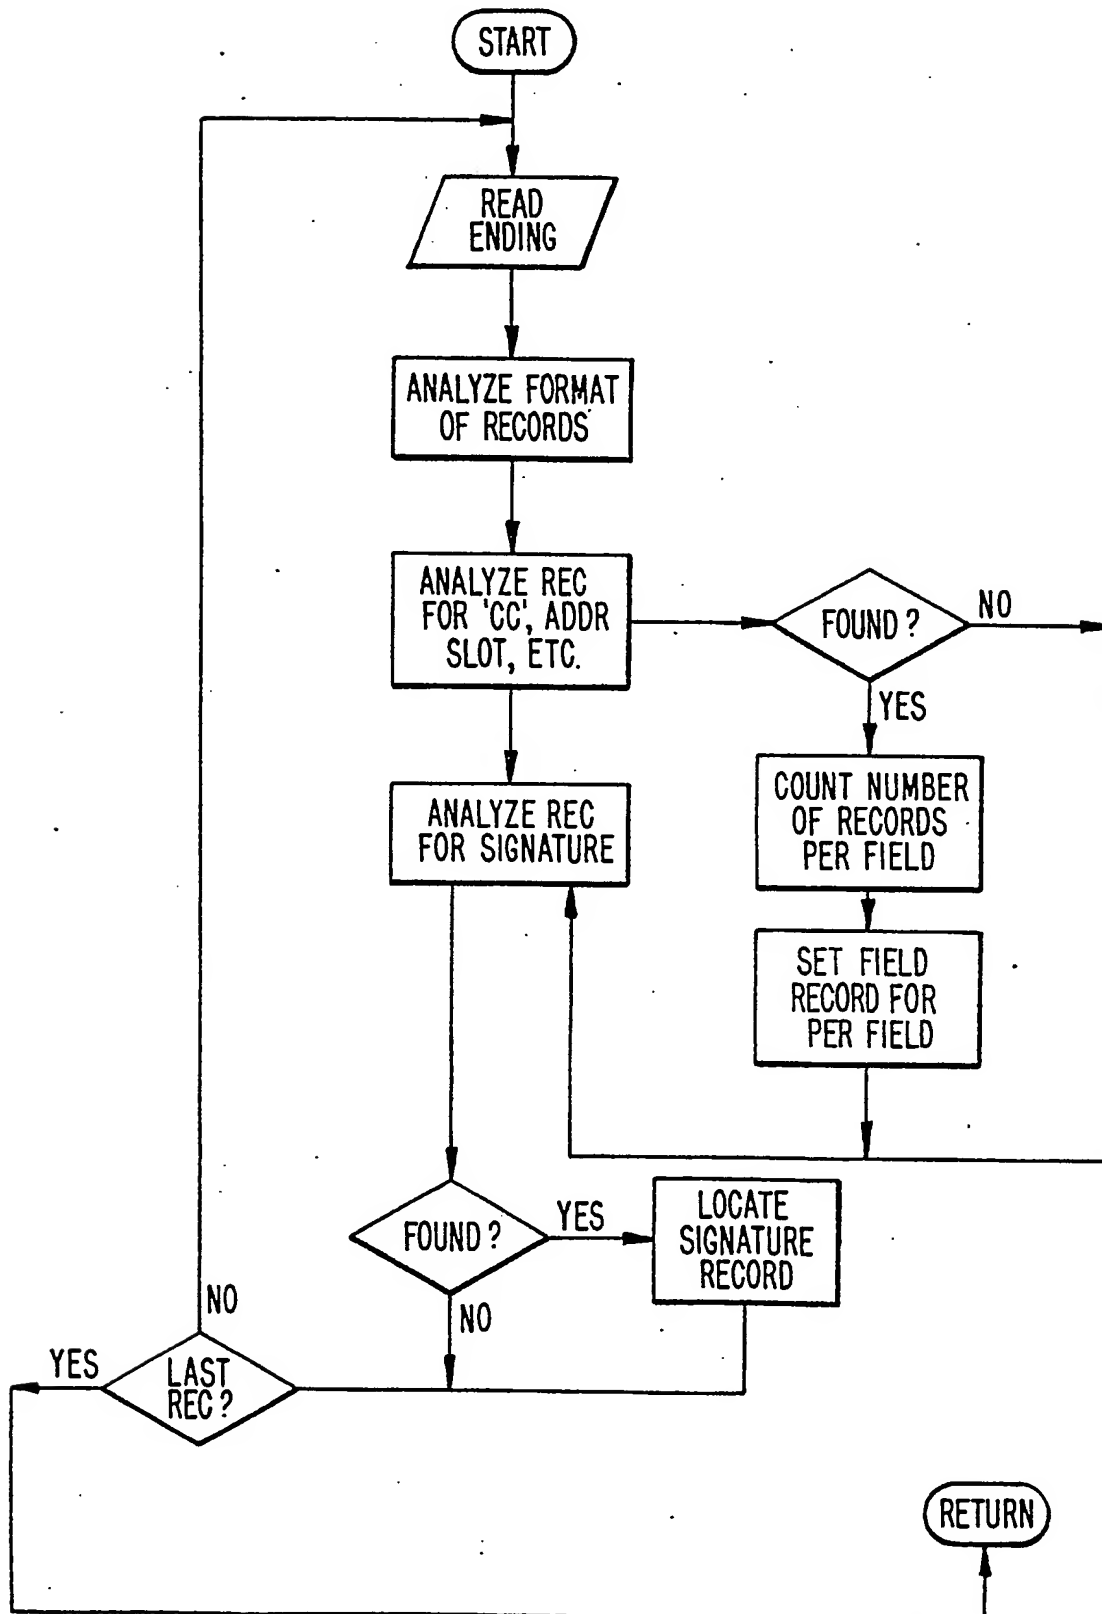 START
READ
ENDING
ANALYZE FORMAT
OF RECORDS
ANALYZE REC
FOR 'CC', ADDR
SLOT, ETC.
FOUND ?
NO
YES
COUNT NUMBER
OF RECORDS
PER FIELD
ANALYZE REC
FOR SIGNATURE
SET FIELD
RECORD FOR
PER FIELD
FOUND ?
YES
LOCATE
SIGNATURE
RECORD
NO
NO
YES
LAST
REC ?
RETURN